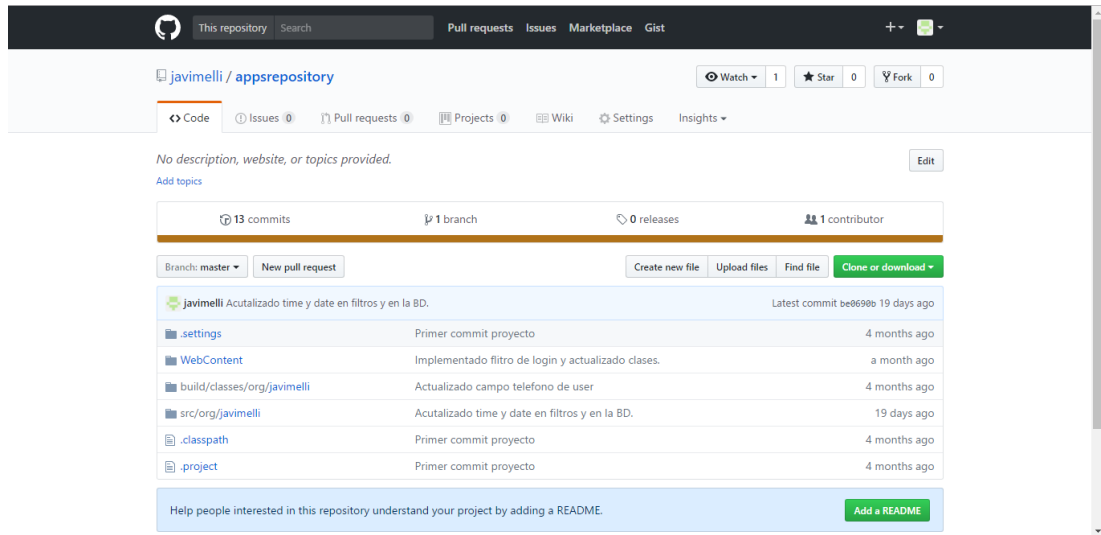 This repository Search Pull requests Issues Marketplace Gist
javimelli / appsrepository Watch 1 Star 0 Fork 0
Code Issues 0 Pull requests 0 Projects 0 Wiki Settings Insights
No description, website, or topics provided. Edit
Add topics
13 commits 1 branch 0 releases 1 contributor
Branch: master New pull request Create new file Upload files Find file Clone or download
javimelli Acutalizado time y date en filtros y en la BD. Latest commit be0690b 19 days ago
.settings Primer commit proyecto 4 months ago
WebContent Implementado flitro de login y actualizado clases. a month ago
build/classes/org/javimelli Actualizado campo telefono de user 4 months ago
src/org/javimelli Acutalizado time y date en filtros y en la BD. 19 days ago
.classpath Primer commit proyecto 4 months ago
.project Primer commit proyecto 4 months ago
Help people interested in this repository understand your project by adding a README. Add a README